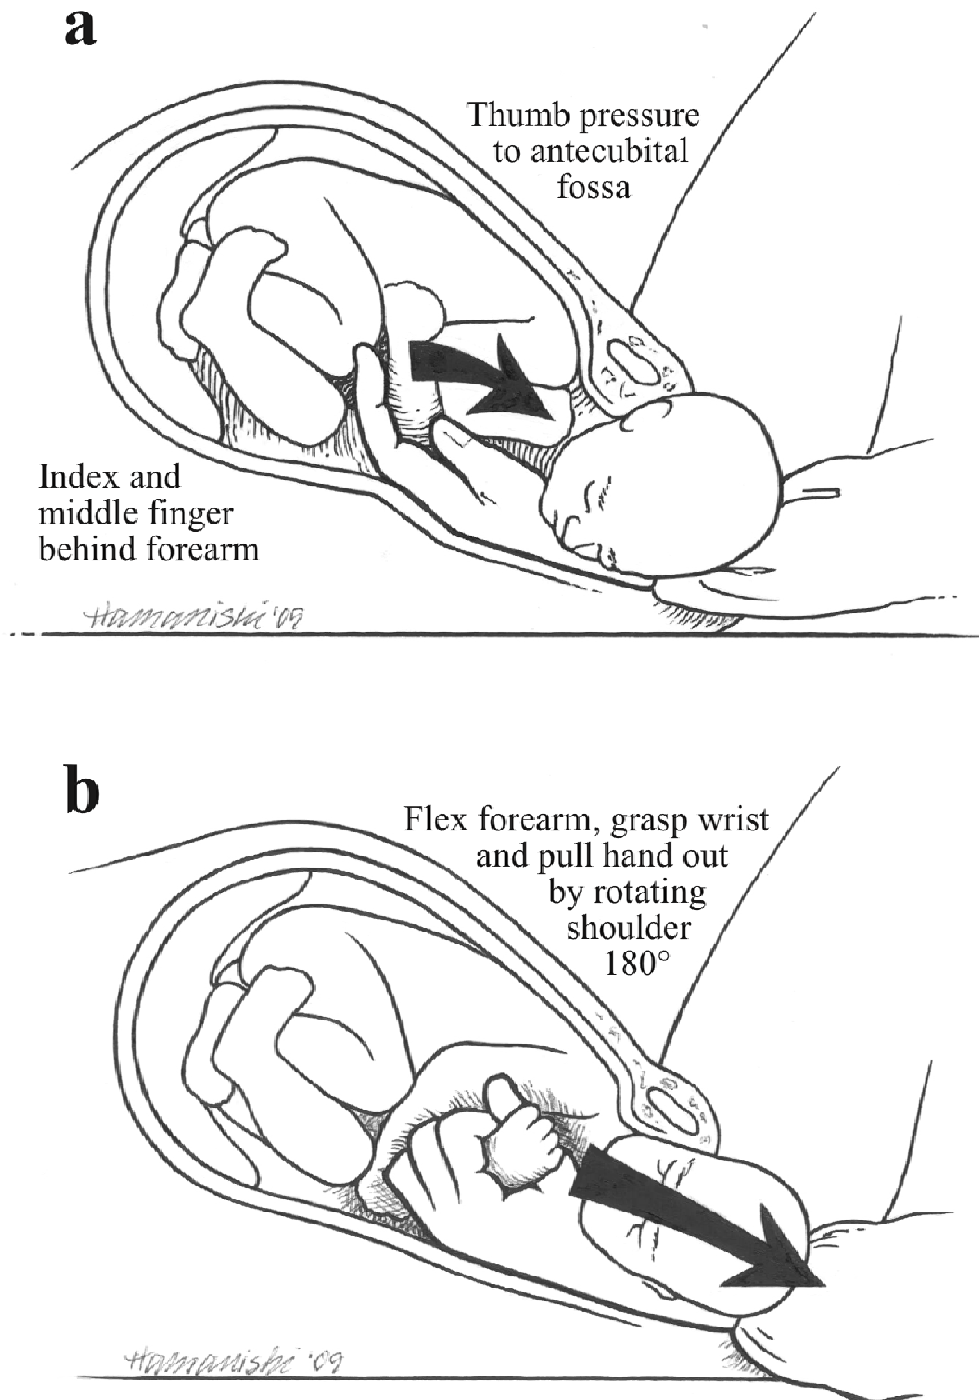 a
Thumb pressure
to antecubital
fossa
Index and
middle finger
behind forearm
Hamanishi '09
b
Flex forearm, grasp wrist
and pull hand out
by rotating
shoulder
180°
Hamanishi '09